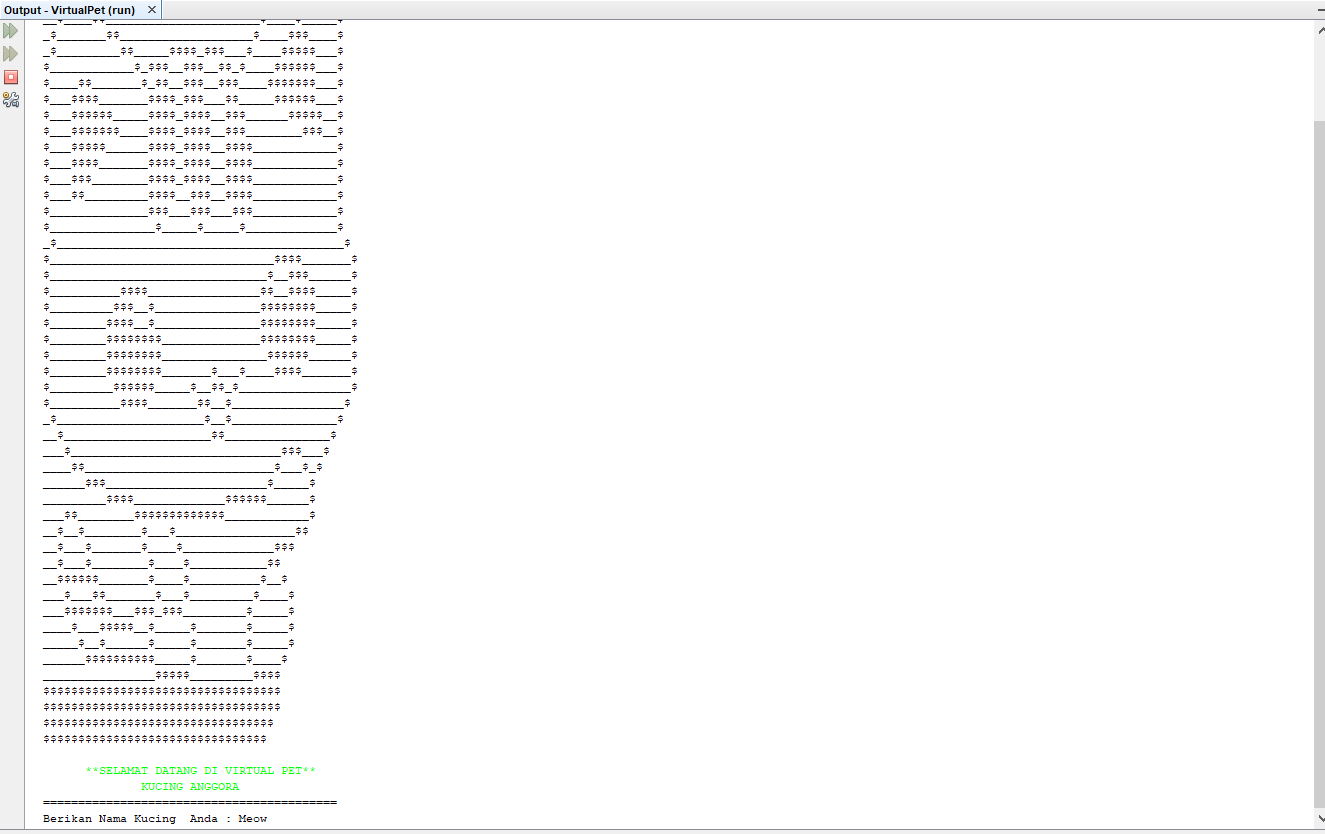 Output - VirtualPet (run)
**SELAMAT DATANG DI VIRTUAL PET**
KUCING ANGGORA
==========================================
Berikan Nama Kucing  Anda : Meow